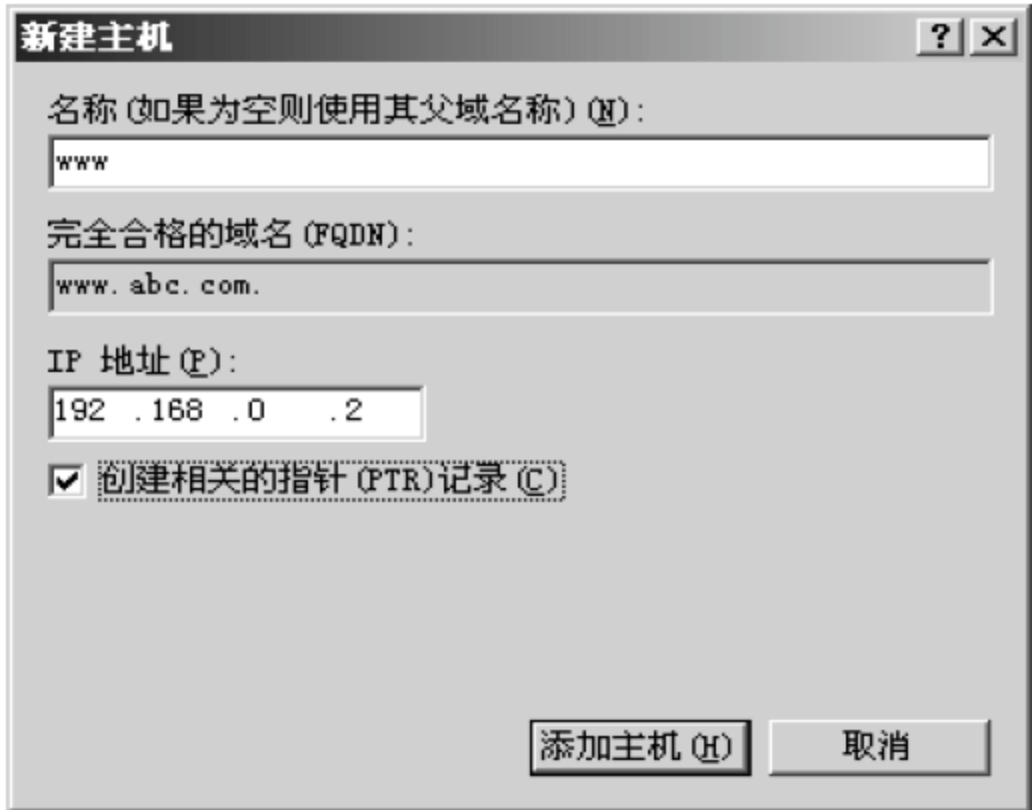 新建主机
名称(如果为空则使用其父域名称)(N):
www
完全合格的域名(FQDN):
www.abc.com.
IP 地址(P):
192 .168 .0 .2
创建相关的指针(PTR)记录(C)
添加主机(H) 取消